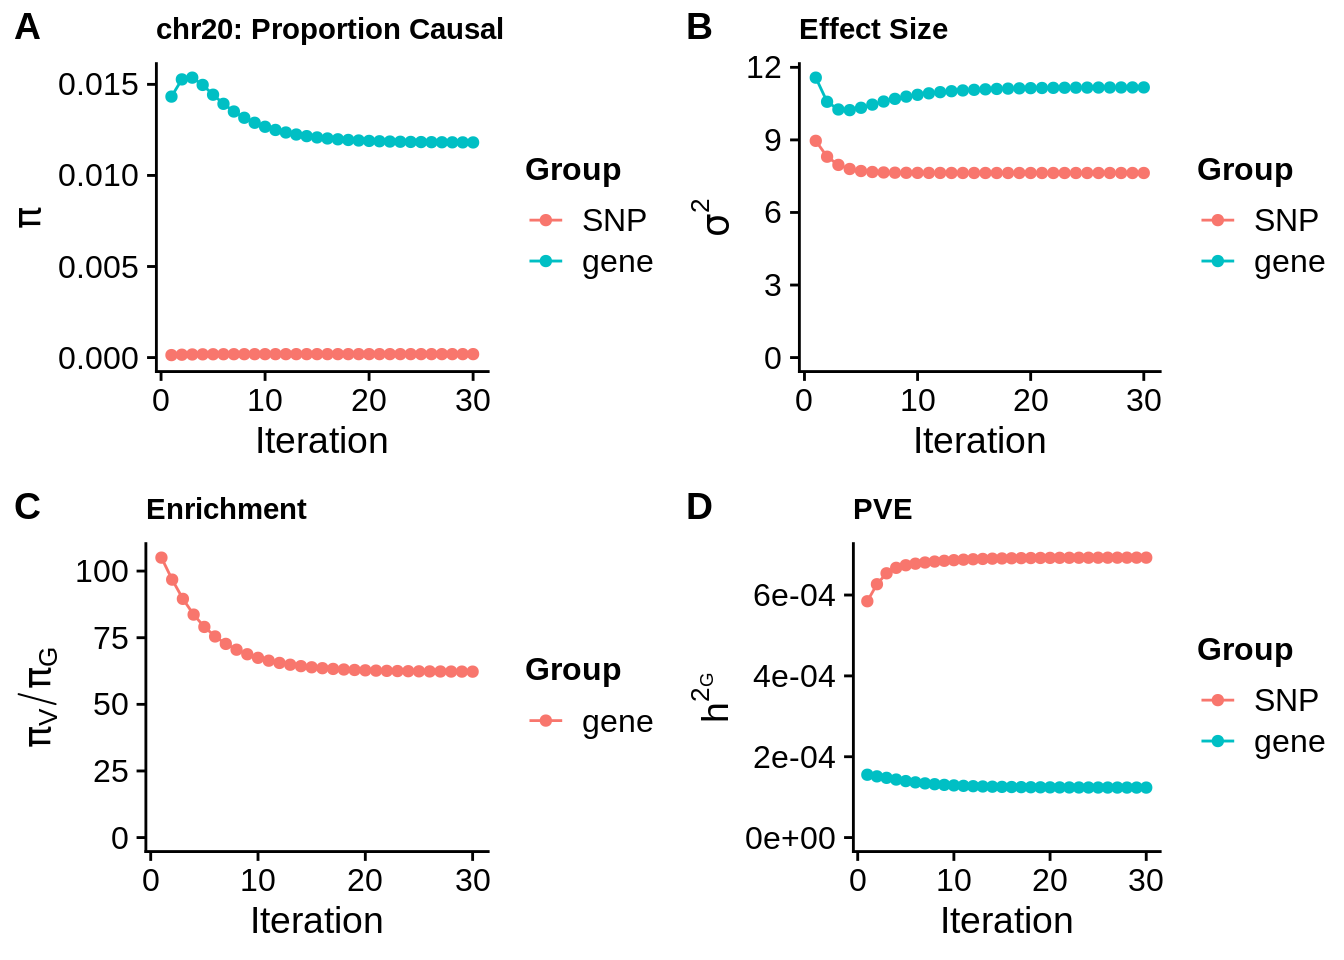 A
chr20: Proportion Causal
0.015
0.010
0.005
0.000
π
0 10 20 30
Iteration
Group
SNP
gene
B
Effect Size
12
9
6
3
0
σ²
0 10 20 30
Iteration
Group
SNP
gene
C
Enrichment
100
75
50
25
0
πV/πG
0 10 20 30
Iteration
Group
gene
D
PVE
6e-04
4e-04
2e-04
0e+00
h²G
0 10 20 30
Iteration
Group
SNP
gene